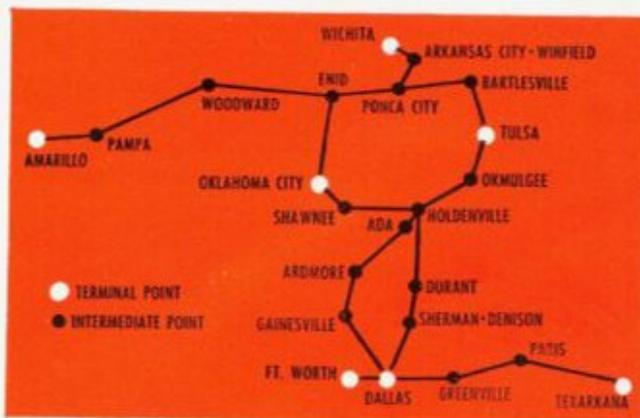 WICHITA
ARKANSAS CITY-WINFIELD
ENID
BARTLESVILLE
WOODWARD
PONCA CITY
TULSA
PAMPA
AMARILLO
OKLAHOMA CITY
OKMULGEE
SHAWNEE
ADA
HOLDENVILLE
ARDMORE
DURANT
TERMINAL POINT
INTERMEDIATE POINT
GAINESVILLE
SHERMAN-DENISON
PARIS
FT. WORTH
DALLAS
GREENVILLE
TEXARKANA